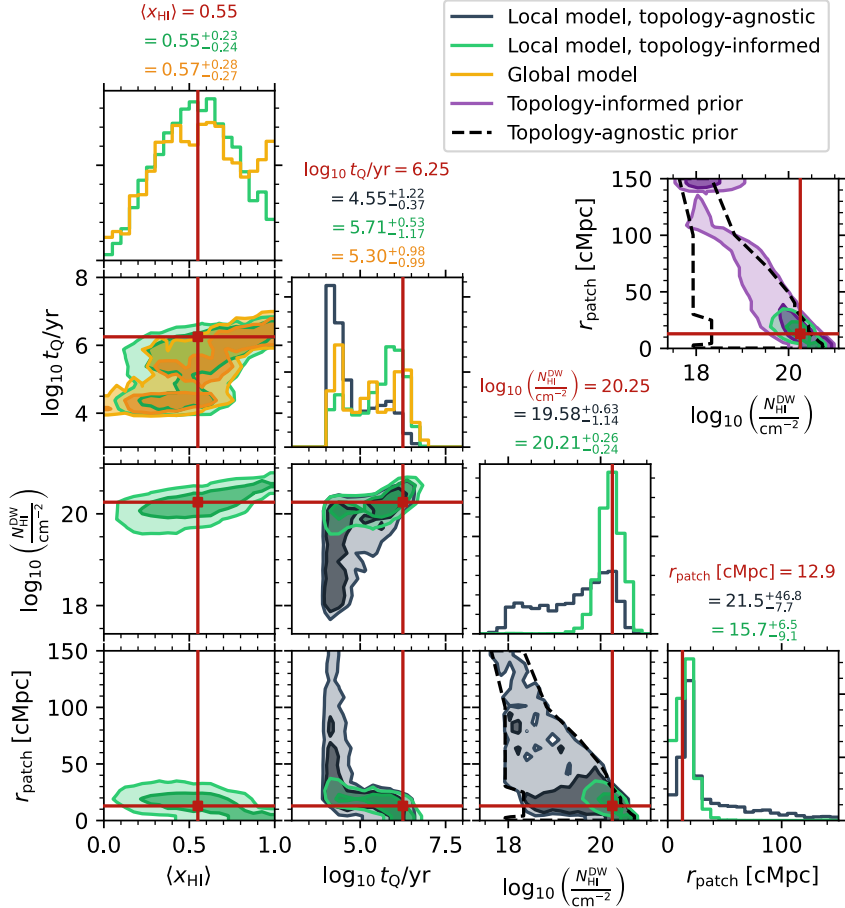 Local model, topology-agnostic
Local model, topology-informed
Global model
Topology-informed prior
Topology-agnostic prior
⟨x_HI⟩ = 0.55
= 0.55^{+0.23}_{-0.24}
= 0.57^{+0.28}_{-0.27}
log₁₀ t_Q/yr = 6.25
= 4.55^{+1.22}_{-0.37}
= 5.71^{+0.53}_{-1.17}
= 5.30^{+0.98}_{-0.99}
150
100
50
0
r_patch [cMpc]
18 20
log₁₀ (N_HI^DW / cm⁻²)
8
6
4
log₁₀ t_Q/yr
log₁₀ (N_HI^DW / cm⁻²) = 20.25
= 19.58^{+0.63}_{-1.14}
= 20.21^{+0.26}_{-0.24}
20
18
log₁₀ (N_HI^DW / cm⁻²)
r_patch [cMpc] = 12.9
= 21.5^{+46.8}_{-7.7}
= 15.7^{+6.5}_{-9.1}
150
100
50
0
r_patch [cMpc]
0.0 0.5 1.0
5.0 7.5
18 20
0 100
⟨x_HI⟩
log₁₀ t_Q/yr
log₁₀ (N_HI^DW / cm⁻²)
r_patch [cMpc]